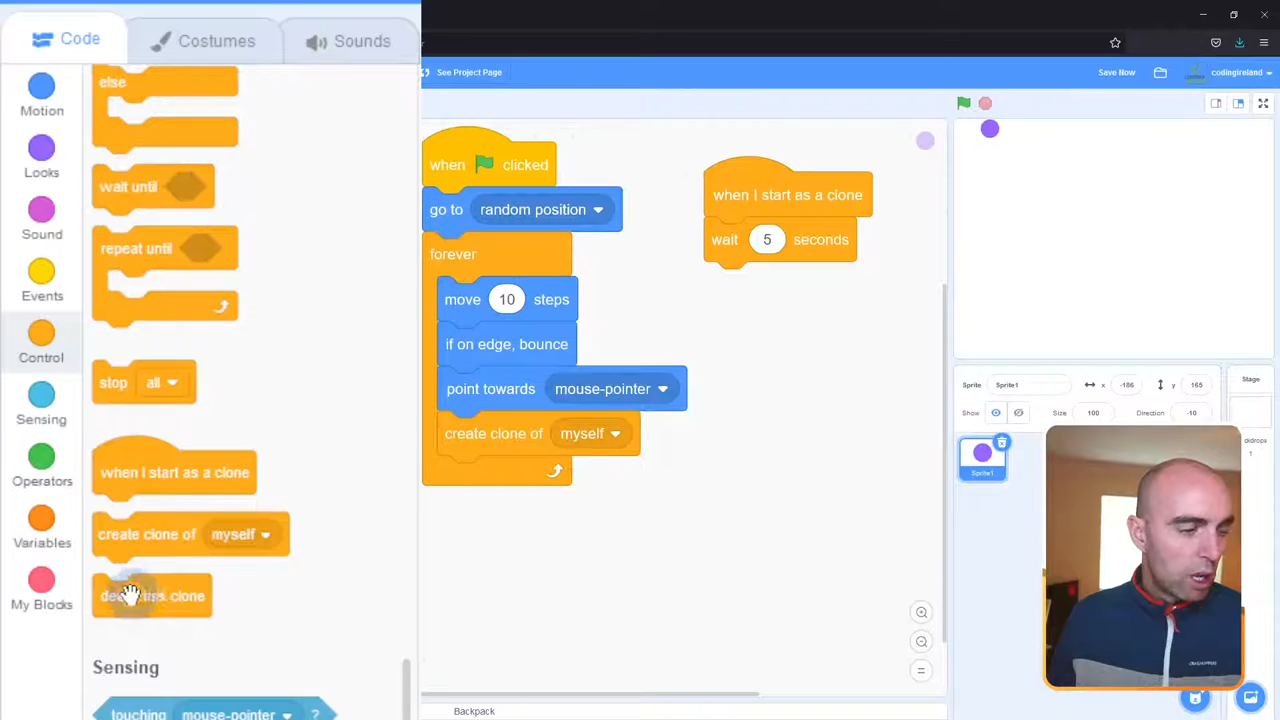 Code
Costumes
Sounds
See Project Page
Save Now
codingireland
Motion
Looks
Sound
Events
Control
Sensing
Operators
Variables
My Blocks
else
wait until
repeat until
stop all
when I start as a clone
create clone of myself
clone
Sensing
touching mouse-pointer ?
when clicked
go to random position
forever
move 10 steps
if on edge, bounce
point towards mouse-pointer
create clone of myself
when I start as a clone
wait 5 seconds
Backpack
Sprite Sprite1 x -186 y 165
Show Size 100 Direction -10
Sprite1
Stage
1